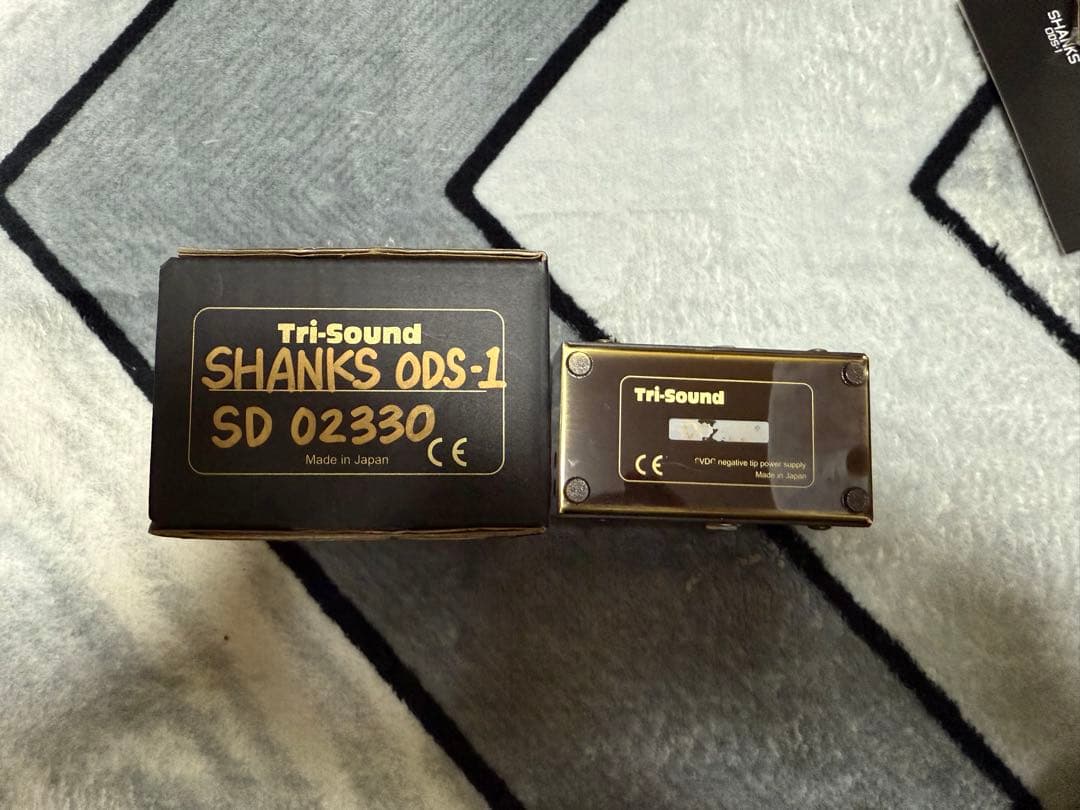 SHANKS
ODS-1
Tri-Sound
SHANKS ODS-1
SD 02330
Made in Japan
CE
Tri-Sound
CE
9VDC negative tip power supply
Made in Japan